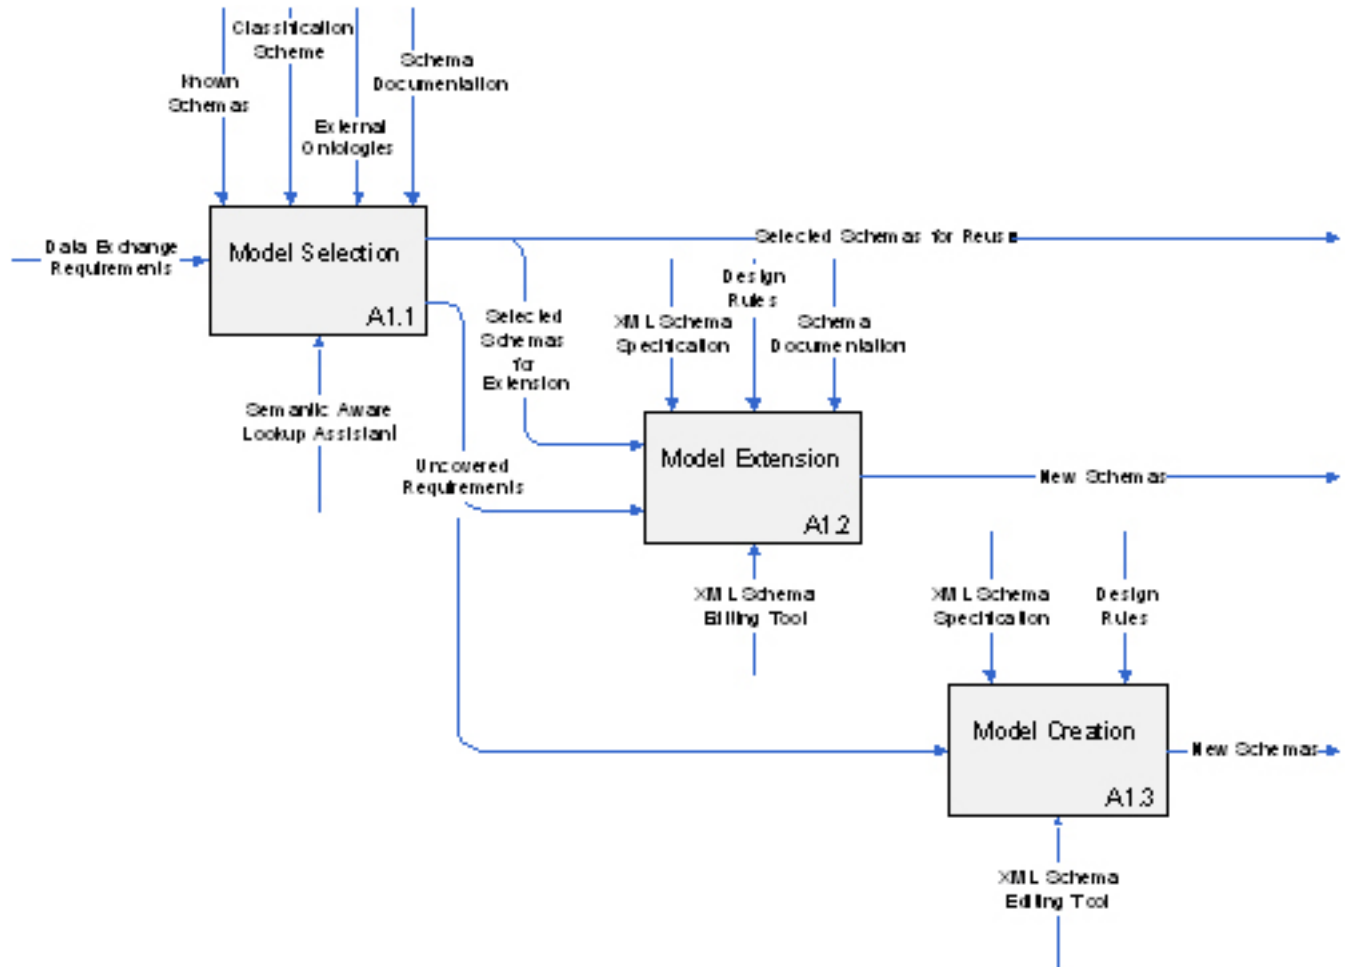 Classification
Scheme
Schema
Documentation
Known
Schemas
External
Ontologies
Data Exchange
Requirements
Model Selection
A1.1
Selected Schemas for Reuse
Design
Rules
XML Schema
Specification
Schema
Documentation
Selected
Schemas
for
Extension
Semantic Aware
Lookup Assistant
Uncovered
Requirements
Model Extension
A1.2
New Schemas
XML Schema
Editing Tool
XML Schema
Specification
Design
Rules
Model Creation
A1.3
New Schemas
XML Schema
Editing Tool